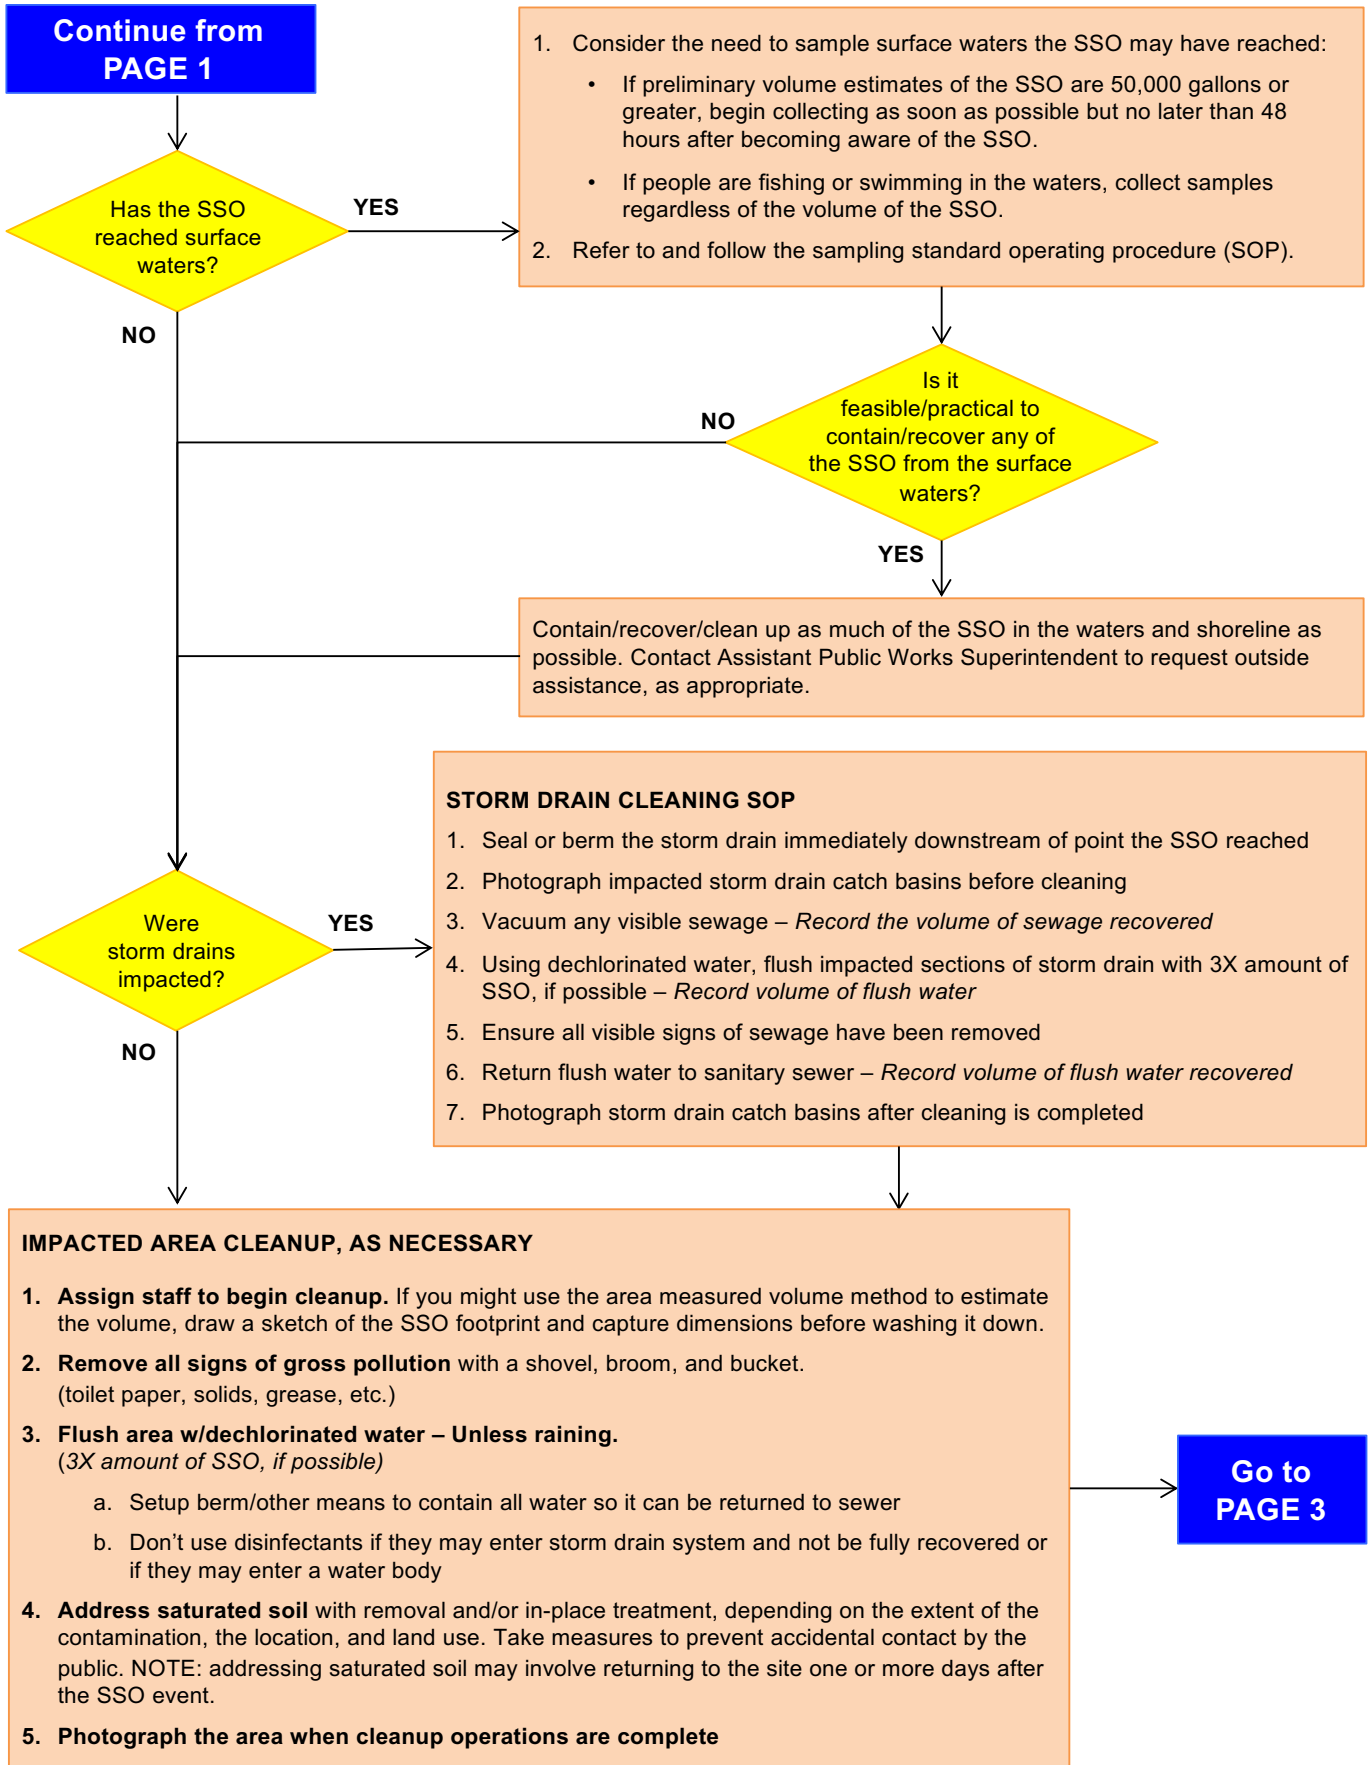 Continue from
PAGE 1
1. Consider the need to sample surface waters the SSO may have reached:
• If preliminary volume estimates of the SSO are 50,000 gallons or
greater, begin collecting as soon as possible but no later than 48
hours after becoming aware of the SSO.
• If people are fishing or swimming in the waters, collect samples
regardless of the volume of the SSO.
2. Refer to and follow the sampling standard operating procedure (SOP).
Has the SSO
reached surface
waters?
YES
NO
Is it
feasible/practical to
contain/recover any of
the SSO from the surface
waters?
NO
YES
Contain/recover/clean up as much of the SSO in the waters and shoreline as
possible. Contact Assistant Public Works Superintendent to request outside
assistance, as appropriate.
Were
storm drains
impacted?
YES
NO
STORM DRAIN CLEANING SOP
1. Seal or berm the storm drain immediately downstream of point the SSO reached
2. Photograph impacted storm drain catch basins before cleaning
3. Vacuum any visible sewage – Record the volume of sewage recovered
4. Using dechlorinated water, flush impacted sections of storm drain with 3X amount of
SSO, if possible – Record volume of flush water
5. Ensure all visible signs of sewage have been removed
6. Return flush water to sanitary sewer – Record volume of flush water recovered
7. Photograph storm drain catch basins after cleaning is completed
IMPACTED AREA CLEANUP, AS NECESSARY
1. Assign staff to begin cleanup. If you might use the area measured volume method to estimate
the volume, draw a sketch of the SSO footprint and capture dimensions before washing it down.
2. Remove all signs of gross pollution with a shovel, broom, and bucket.
(toilet paper, solids, grease, etc.)
3. Flush area w/dechlorinated water – Unless raining.
(3X amount of SSO, if possible)
a. Setup berm/other means to contain all water so it can be returned to sewer
b. Don’t use disinfectants if they may enter storm drain system and not be fully recovered or
if they may enter a water body
4. Address saturated soil with removal and/or in-place treatment, depending on the extent of the
contamination, the location, and land use. Take measures to prevent accidental contact by the
public. NOTE: addressing saturated soil may involve returning to the site one or more days after
the SSO event.
5. Photograph the area when cleanup operations are complete
Go to
PAGE 3